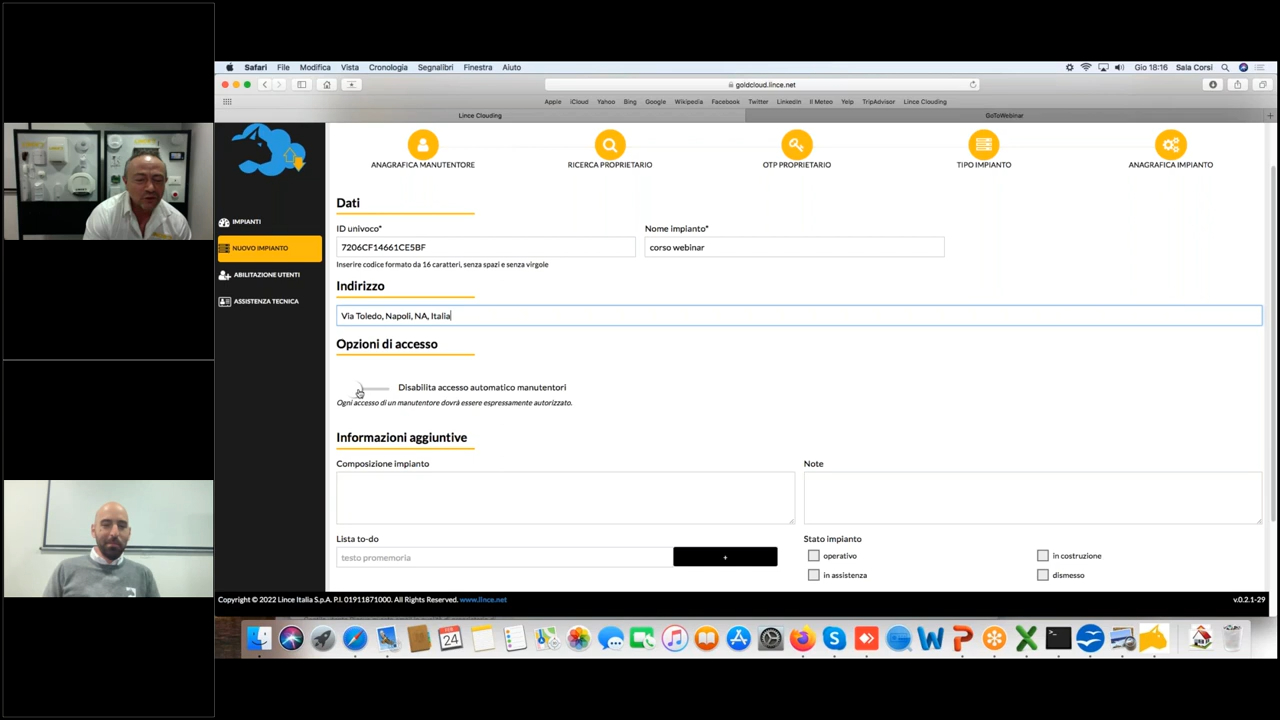 Safari File Modifica Vista Cronologia Segnalibri Finestra Aiuto
Gio 18:16 Sala Corsi
goldcloud.lince.net
Apple iCloud Yahoo Bing Google Wikipedia Facebook Twitter LinkedIn Il Meteo Yelp TripAdvisor Lince Clouding
Lince Clouding GoToWebinar
ANAGRAFICA MANUTENTORE RICERCA PROPRIETARIO OTP PROPRIETARIO TIPO IMPIANTO ANAGRAFICA IMPIANTO
IMPIANTI
NUOVO IMPIANTO
ABILITAZIONE UTENTI
ASSISTENZA TECNICA
Dati
ID univoco* Nome impianto*
7206CF14661CE5BF corso webinar
Inserire codice formato da 16 caratteri, senza spazi e senza virgole
Indirizzo
Via Toledo, Napoli, NA, Italia
Opzioni di accesso
Disabilita accesso automatico manutentori
Ogni accesso di un manutentore dovrà essere espressamente autorizzato.
Informazioni aggiuntive
Composizione impianto Note
Lista to-do Stato impianto
testo promemoria + operativo in costruzione
in assistenza dismesso
Copyright © 2022 Lince Italia S.p.A. P.I. 01911871000. All Rights Reserved. www.lince.net v.0.2.1-29
FEB
24